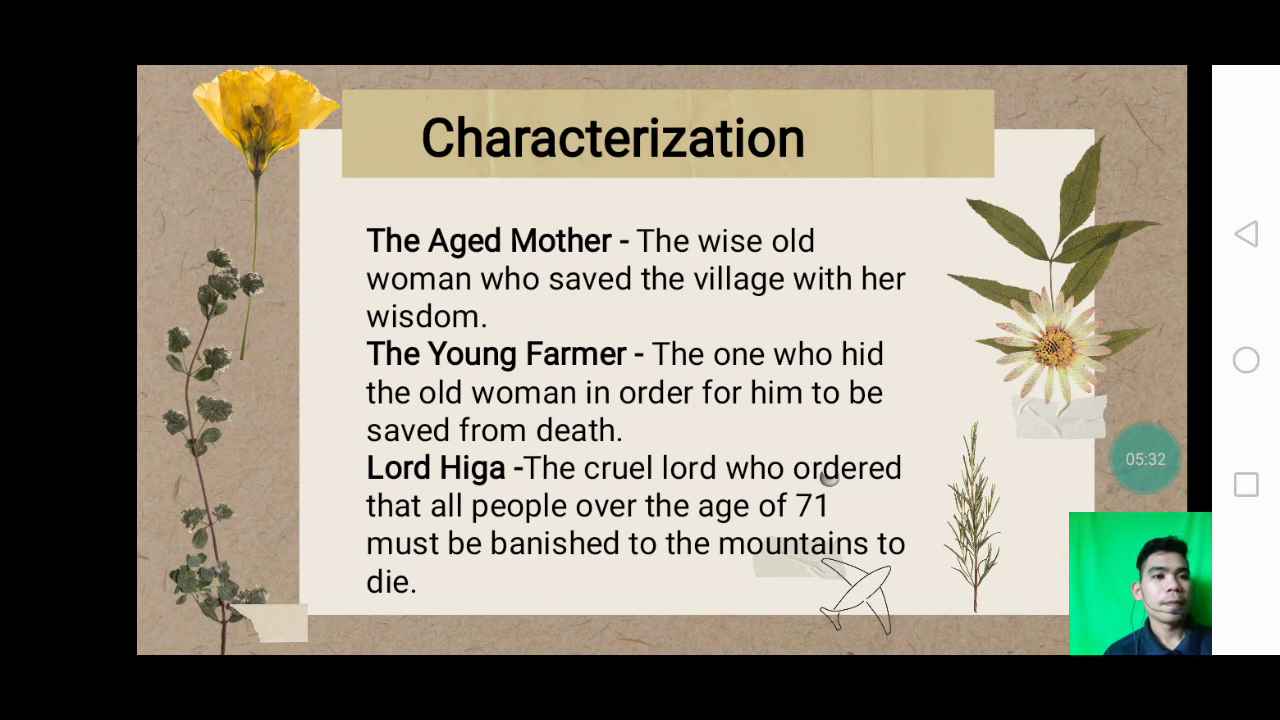 Characterization
The Aged Mother - The wise old
woman who saved the village with her
wisdom.
The Young Farmer - The one who hid
the old woman in order for him to be
saved from death.
Lord Higa -The cruel lord who ordered
that all people over the age of 71
must be banished to the mountains to
die.
05:32